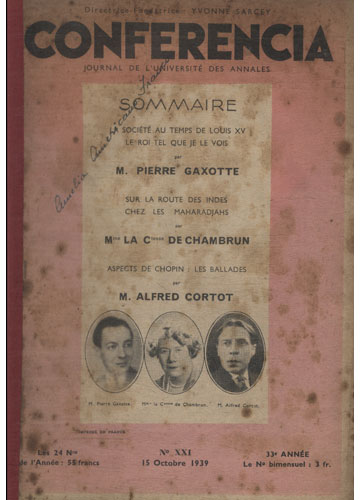 Directrice-Fondatrice : YVONNE SARCEY
CONFERENCIA
JOURNAL DE L'UNIVERSITÉ DES ANNALES
SOMMAIRE
SOCIÉTÉ AU TEMPS DE LOUIS XV :
LE ROI TEL QUE JE LE VOIS
par
M. PIERRE GAXOTTE
SUR LA ROUTE DES INDES
CHEZ LES MAHARADJAHS
par
Mme LA Ctesse DE CHAMBRUN
ASPECTS DE CHOPIN : LES BALLADES
par
M. ALFRED CORTOT
M. Pierre Gaxotte.
Mme la Ctesse de Chambrun.
M. Alfred Cortot.
Les 24 Nos
de l'Année : 55 francs
No XXI
15 Octobre 1939
33e ANNÉE
Le No bimensuel : 3 fr.